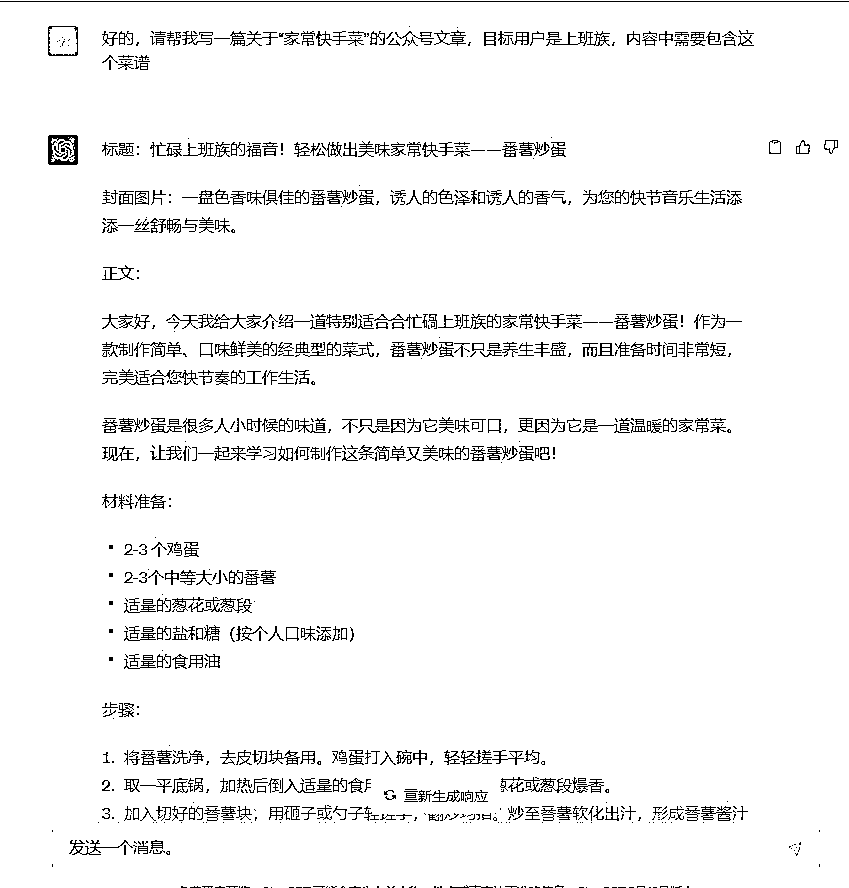 好的，请帮我写一篇关于“家常快手菜”的公众号文章，目标用户是上班族，内容中需要包含这
个菜谱
标题：忙碌上班族的福音！轻松做出美味家常快手菜——番薯炒蛋
封面图片：一盘色香味俱佳的番薯炒蛋，诱人的色泽和诱人的香气，为您的快节音乐生活添
添一丝舒畅与美味。
正文：
大家好，今天我给大家介绍一道特别适合合忙碢上班族的家常快手菜——番薯炒蛋！作为一
款制作简单、口味鲜美的经典型的菜式，番薯炒蛋不只是养生丰盛，而且准备时间非常短，
完美适合您快节奏的工作生活。
番薯炒蛋是很多人小时候的味道，不只是因为它美味可口，更因为它是一道温暖的家常菜。
现在，让我们一起来学习如何制作这条简单又美味的番薯炒蛋吧！
材料准备：
2-3 个鸡蛋
2-3个中等大小的番薯
适量的葱花或葱段
适量的盐和糖（按个人口味添加）
适量的食用油
步骤：
1. 将番薯洗净，去皮切块备用。鸡蛋打入碗中，轻轻搓手平均。
2. 取一平底锅，加热后倒入适量的食 花或葱段爆香。
重新生成响应
3. 加入切好的番薯块，用砸子或勺子轻 炒至番薯软化出汁，形成番薯酱汁
发送一个消息。